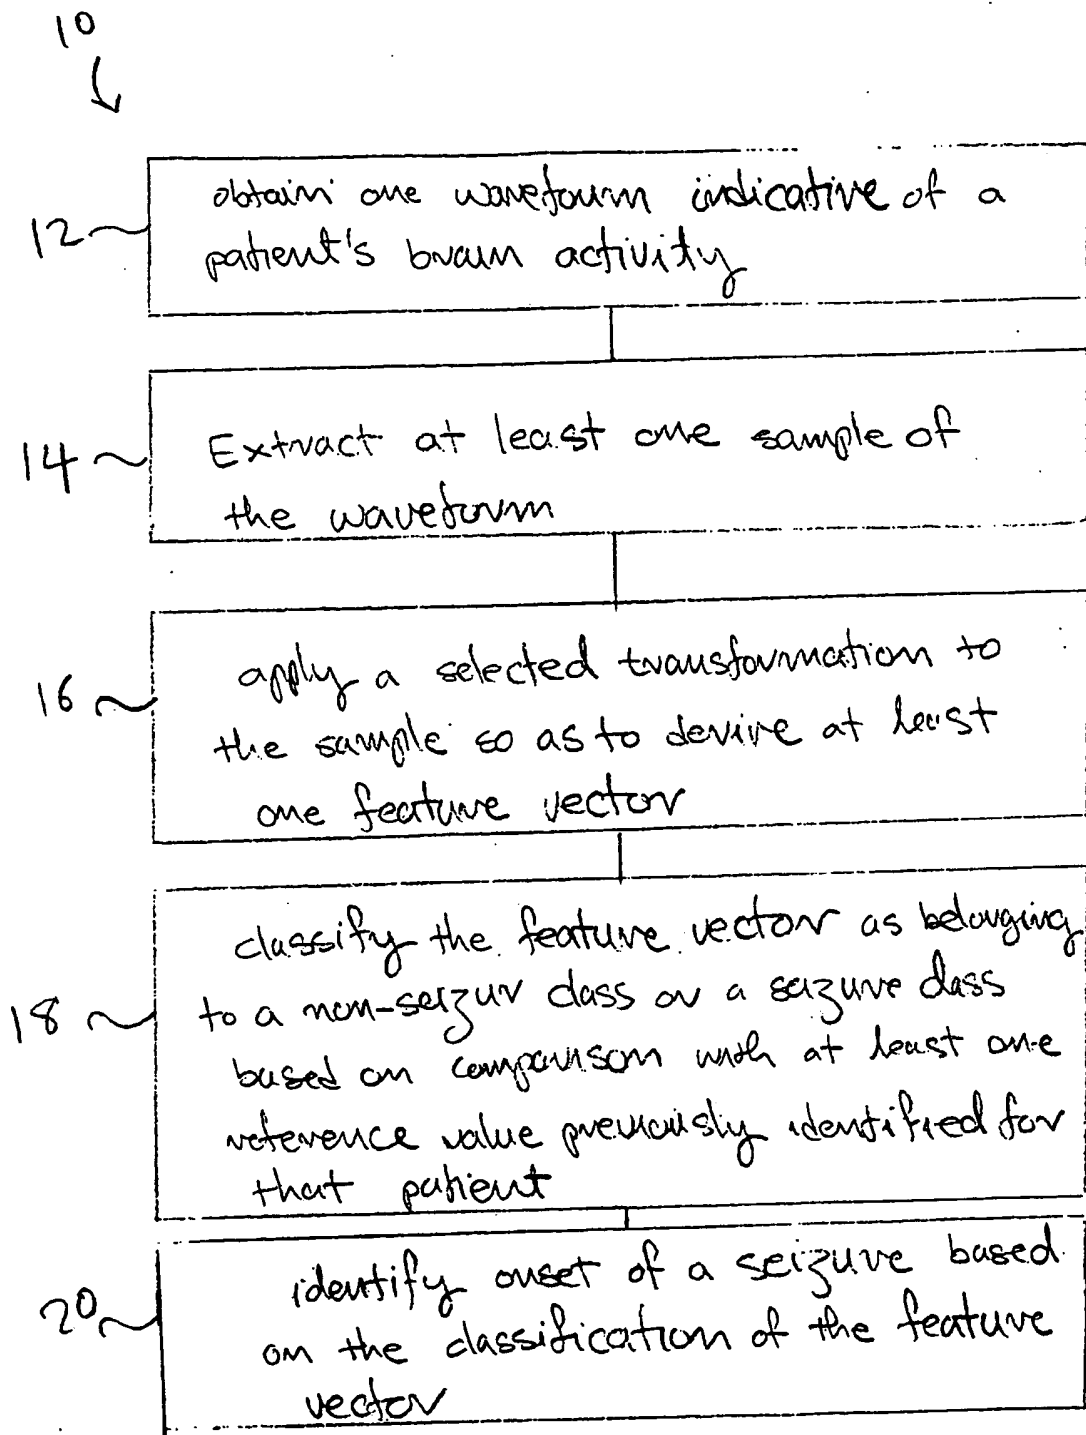 10
12
obtain one waveform indicative of a
patient's brain activity
14
Extract at least one sample of
the waveform
16
apply a selected transformation to
the sample so as to derive at least
one feature vector
18
classify the feature vector as belonging
to a non-seizur class or a seizure class
based on comparison with at least one
reference value previously identified for
that patient
20
identify onset of a seizure based
on the classification of the feature
vector